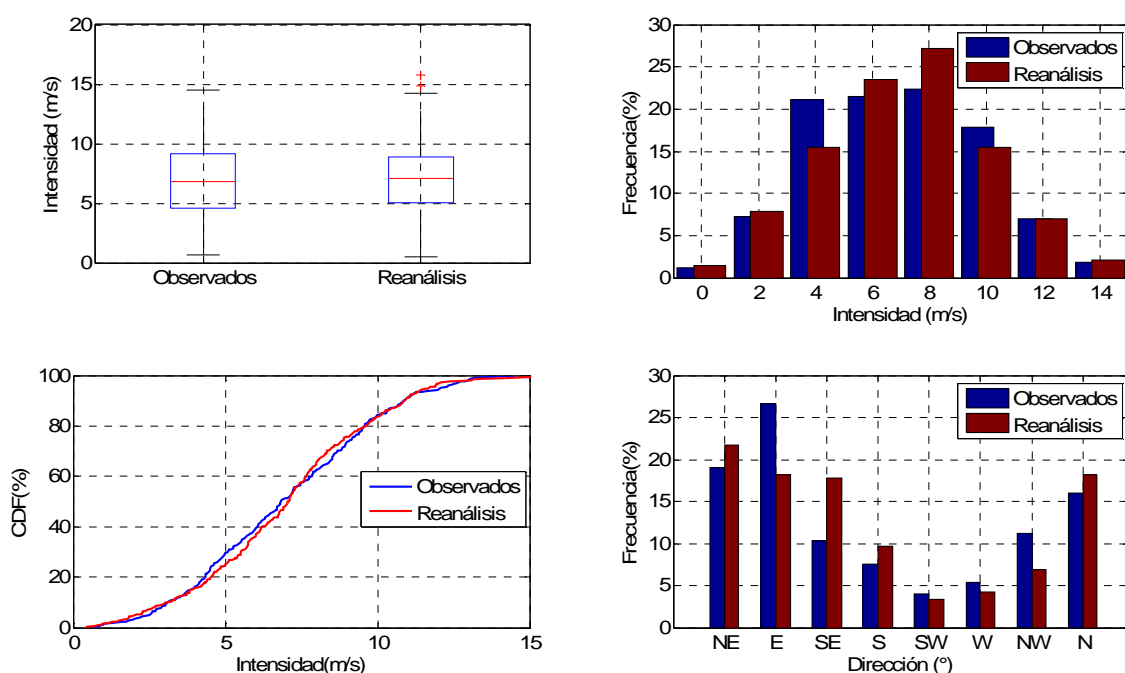 20
15
10
5
0
Intensidad (m/s)
Observados
Reanálisis
30
25
20
15
10
5
0
Frecuencia(%)
Observados
Reanálisis
0 2 4 6 8 10 12 14
Intensidad (m/s)
100
80
60
40
20
0
CDF(%)
Observados
Reanálisis
5 10 15
Intensidad(m/s)
30
25
20
15
10
5
0
Frecuencia(%)
Observados
Reanálisis
NE E SE S SW W NW N
Dirección (°)